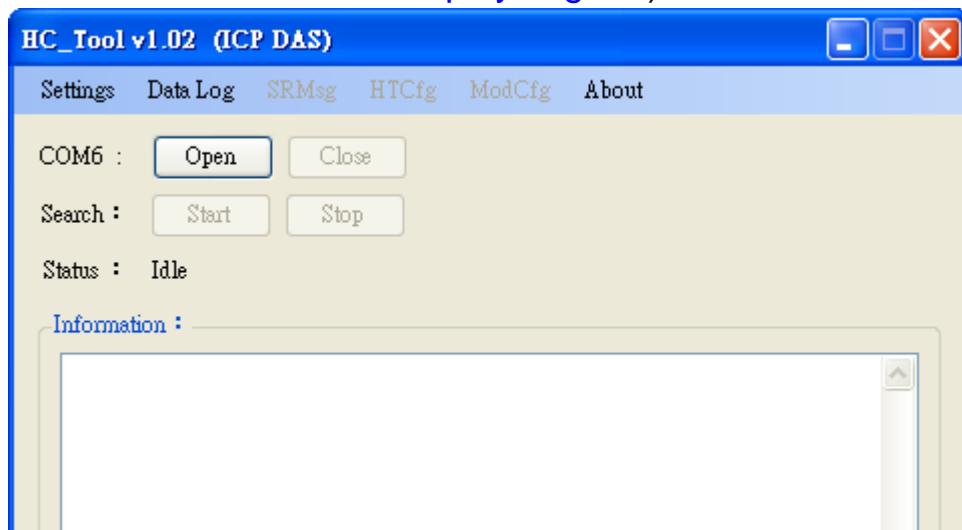 HC_Tool v1.02 (ICP DAS)
Settings Data Log SRMsg HTCfg ModCfg About
COM6 : Open Close
Search : Start Stop
Status : Idle
Information :